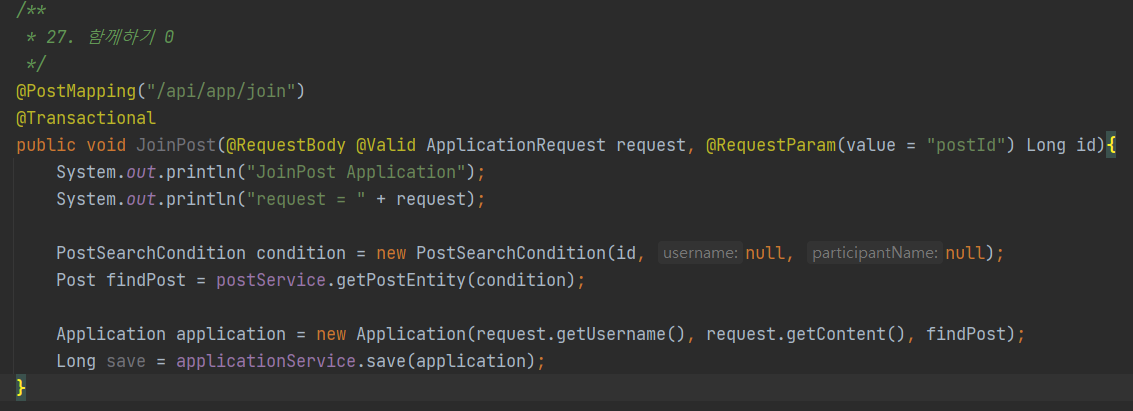 /**
* 27. 함께하기 0
*/
@PostMapping("/api/app/join")
@Transactional
public void JoinPost(@RequestBody @Valid ApplicationRequest request, @RequestParam(value = "postId") Long id){
System.out.println("JoinPost Application");
System.out.println("request = " + request);
PostSearchCondition condition = new PostSearchCondition(id, username: null, participantName: null);
Post findPost = postService.getPostEntity(condition);
Application application = new Application(request.getUsername(), request.getContent(), findPost);
Long save = applicationService.save(application);
}